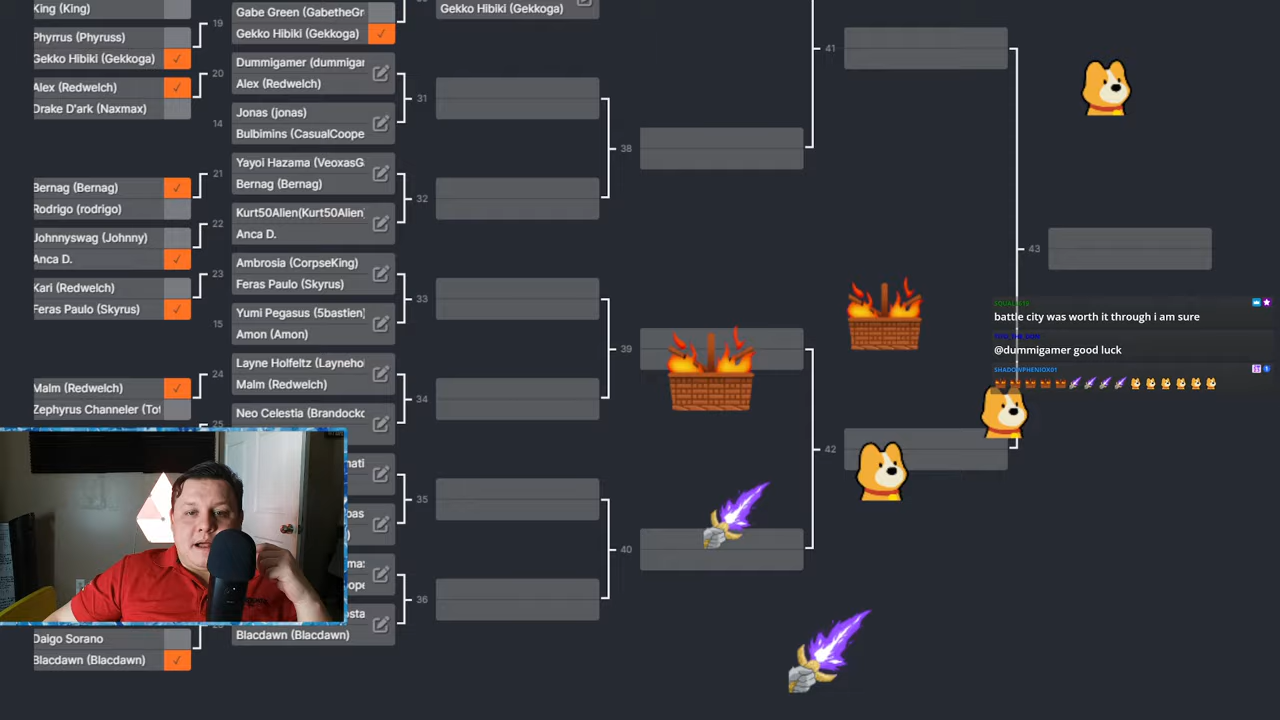 King (King)
Phyrrus (Phyruss)
Gekko Hibiki (Gekkoga)
19
20
Alex (Redwelch)
Drake D'ark (Naxmax)
14
Bernag (Bernag)
Rodrigo (rodrigo)
21
Johnnyswag (Johnny)
Anca D.
22
Kari (Redwelch)
Feras Paulo (Skyrus)
23
15
Malm (Redwelch)
Zephyrus Channeler (Tot
24
25
Daigo Sorano
Blacdawn (Blacdawn)
Gabe Green (GabetheGr
Gekko Hibiki (Gekkoga)
Dummigamer (dummigar
Alex (Redwelch)
Jonas (jonas)
Bulbimins (CasualCoope
Yayoi Hazama (VeoxasG
Bernag (Bernag)
Kurt50Alien(Kurt50Alien
Anca D.
Ambrosia (CorpseKing)
Feras Paulo (Skyrus)
Yumi Pegasus (5bastien)
Amon (Amon)
Layne Holfeltz (Layneho
Malm (Redwelch)
Neo Celestia (Brandocko
Blacdawn (Blacdawn)
Gekko Hibiki (Gekkoga)
31
32
33
34
35
36
38
39
40
41
42
43
battle city was worth it through i am sure
@dummigamer good luck
SHADOWPHENIOX01